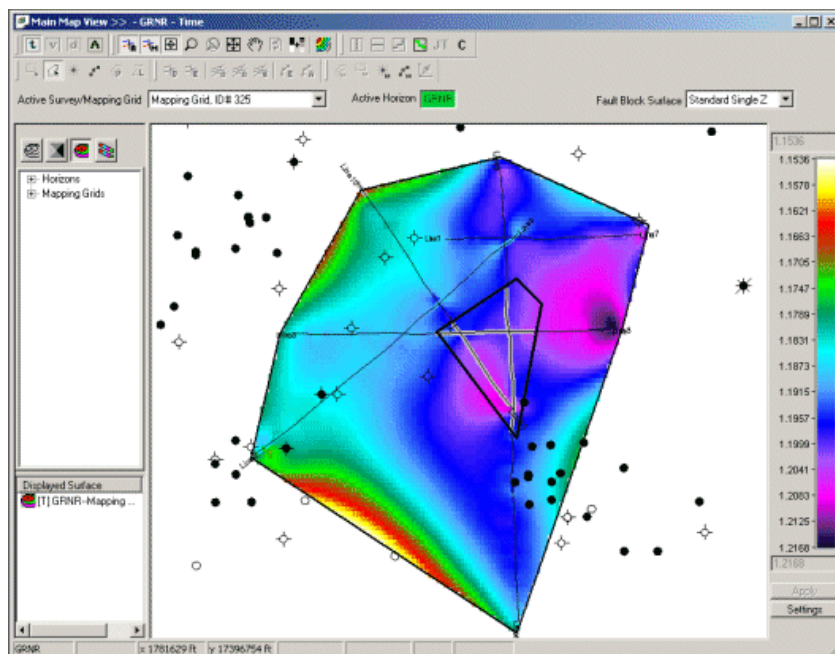 Main Map View >> - GRNR - Time
t v d A
JT C
Active Survey/Mapping Grid Mapping Grid, ID# 325 Active Horizon GRNR Fault Block Surface Standard Single Z
Horizons
Mapping Grids
Displayed Surface
[T] GRNR-Mapping ...
1.1536
1.1536
1.1578
1.1621
1.1663
1.1705
1.1747
1.1789
1.1831
1.1873
1.1915
1.1957
1.1999
1.2041
1.2083
1.2125
1.2168
1.2168
Apply
Settings
GRNR x 1781629 ft y 17396754 ft